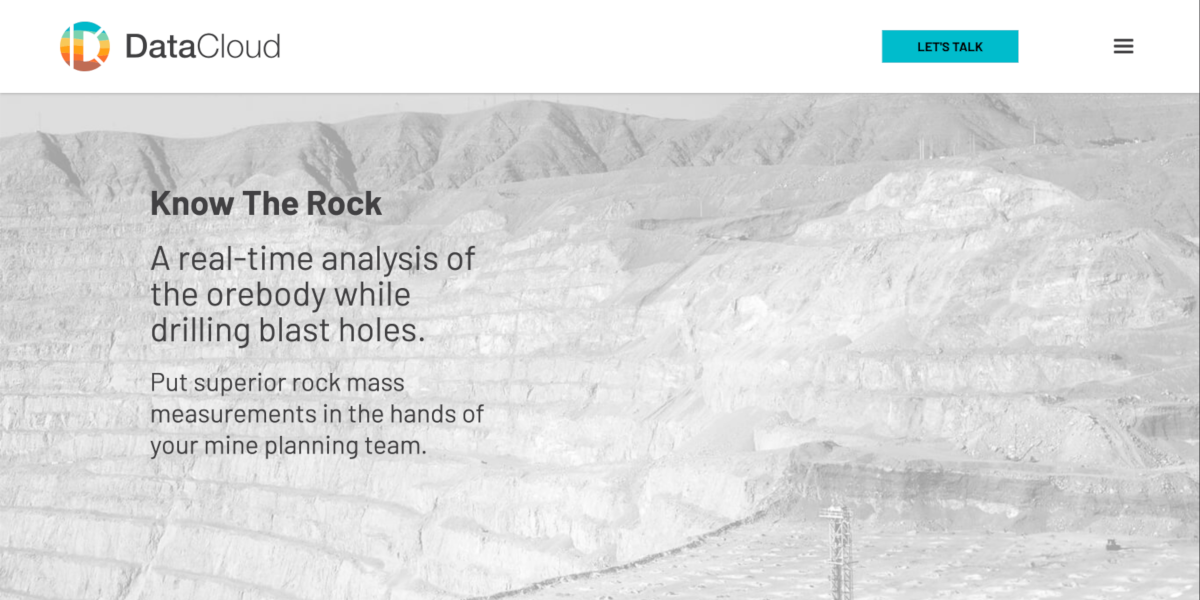 DataCloud
LET'S TALK
Know The Rock
A real-time analysis of
the orebody while
drilling blast holes.
Put superior rock mass
measurements in the hands of
your mine planning team.